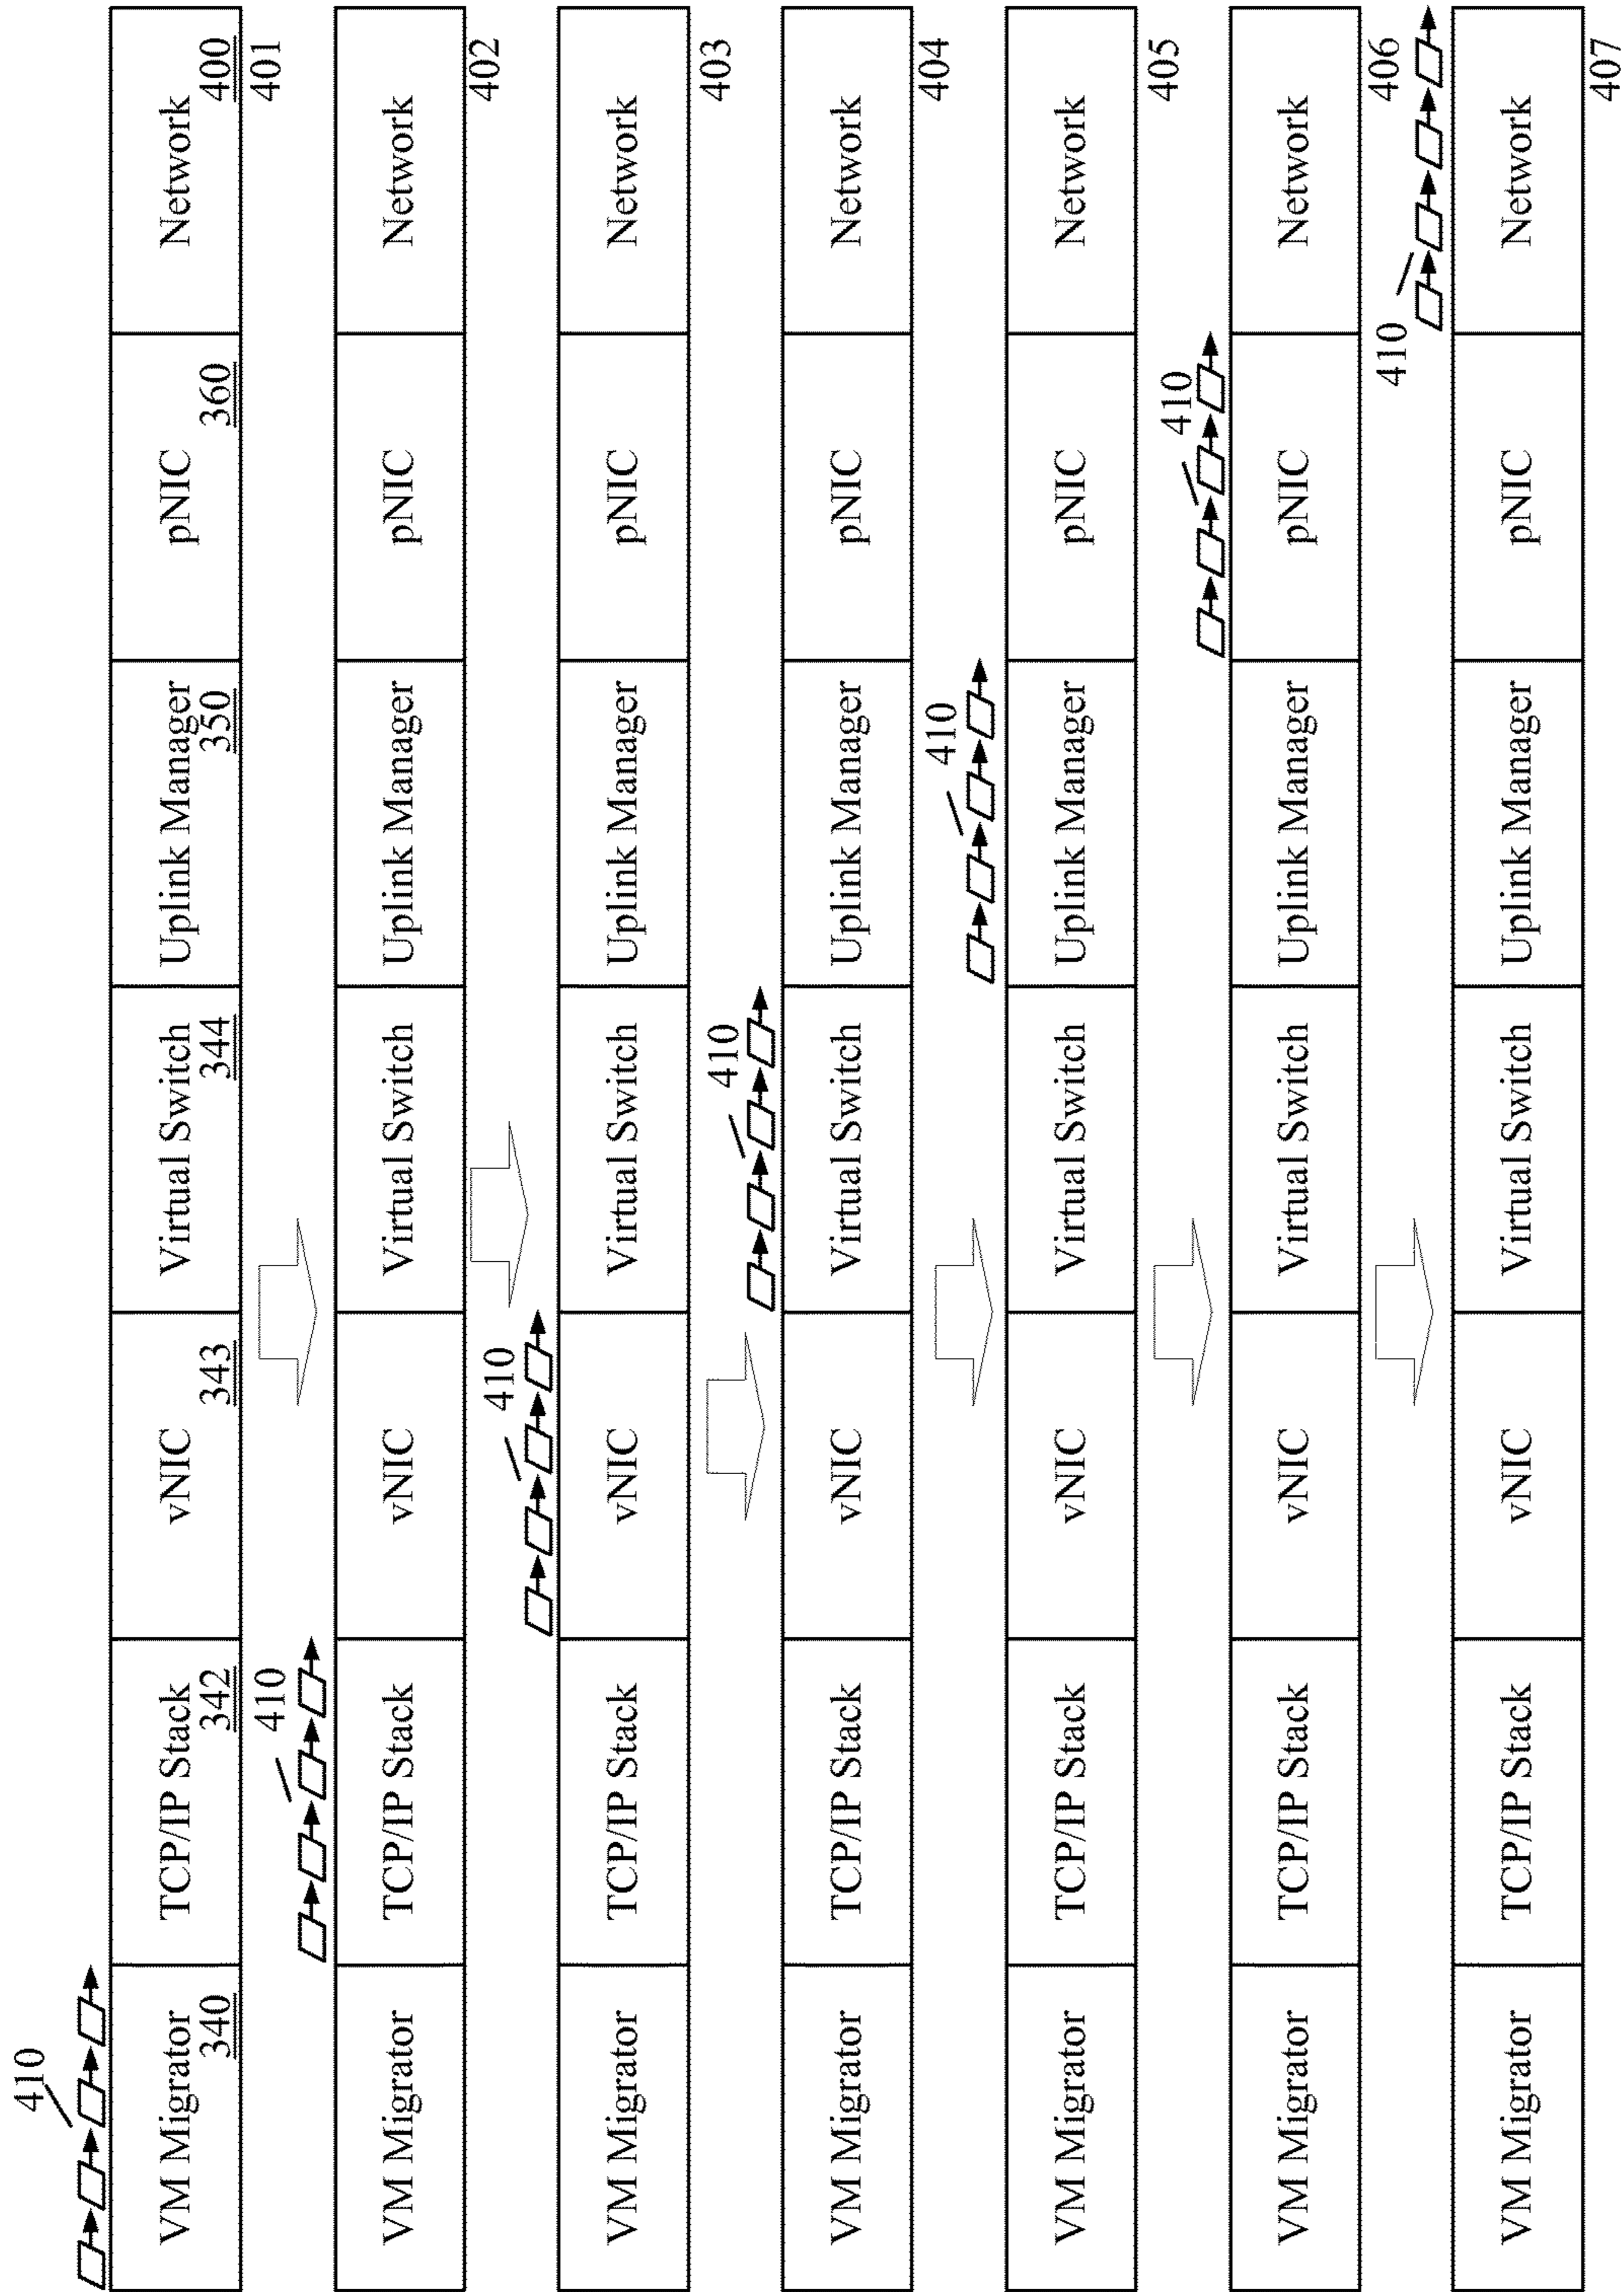 410
VM Migrator 340
TCP/IP Stack 342
vNIC 343
Virtual Switch 344
Uplink Manager 350
pNIC 360
Network 400
401
410
VM Migrator
TCP/IP Stack
vNIC
Virtual Switch
Uplink Manager
pNIC
Network
402
410
VM Migrator
TCP/IP Stack
vNIC
Virtual Switch
Uplink Manager
pNIC
Network
403
410
VM Migrator
TCP/IP Stack
vNIC
Virtual Switch
Uplink Manager
pNIC
Network
404
410
VM Migrator
TCP/IP Stack
vNIC
Virtual Switch
Uplink Manager
pNIC
Network
405
410
VM Migrator
TCP/IP Stack
vNIC
Virtual Switch
Uplink Manager
pNIC
Network
406
410
VM Migrator
TCP/IP Stack
vNIC
Virtual Switch
Uplink Manager
pNIC
Network
407